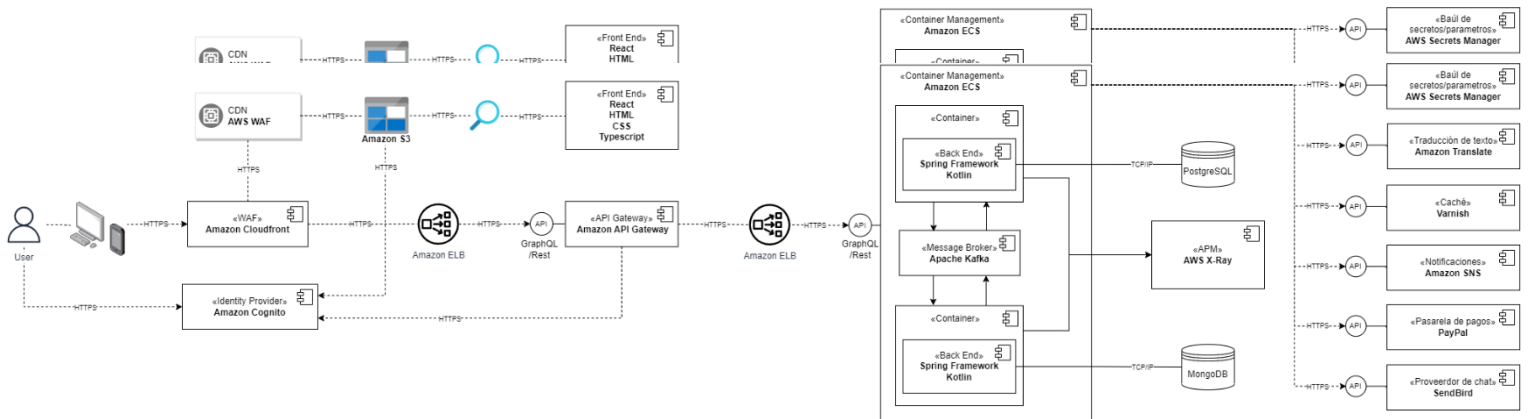 «Container Management»
Amazon ECS
«Container»
HTTPS
API
«Baúl de
secretos/parametros»
AWS Secrets Manager
CDN
HTTPS
HTTPS
HTTPS
«Front End»
React
HTML
«Container Management»
Amazon ECS
HTTPS
API
«Baúl de
secretos/parametros»
AWS Secrets Manager
CDN
AWS WAF
HTTPS
Amazon S3
HTTPS
HTTPS
«Front End»
React
HTML
CSS
Typescript
«Container»
«Back End»
Spring Framework
Kotlin
TCP/IP
PostgreSQL
HTTPS
API
«Traducción de texto»
Amazon Translate
HTTPS
HTTPS
User
HTTPS
«WAF»
Amazon Cloudfront
HTTPS
Amazon ELB
HTTPS
API
GraphQL
/Rest
«API Gateway»
Amazon API Gateway
HTTPS
Amazon ELB
HTTPS
API
GraphQL
/Rest
HTTPS
API
«Caché»
Varnish
«Message Broker»
Apache Kafka
«APM»
AWS X-Ray
HTTPS
API
«Notificaciones»
Amazon SNS
HTTPS
«Identity Provider»
Amazon Cognito
HTTPS
«Container»
«Back End»
Spring Framework
Kotlin
TCP/IP
MongoDB
HTTPS
API
«Pasarela de pagos»
PayPal
HTTPS
API
«Proveerdor de chat»
SendBird